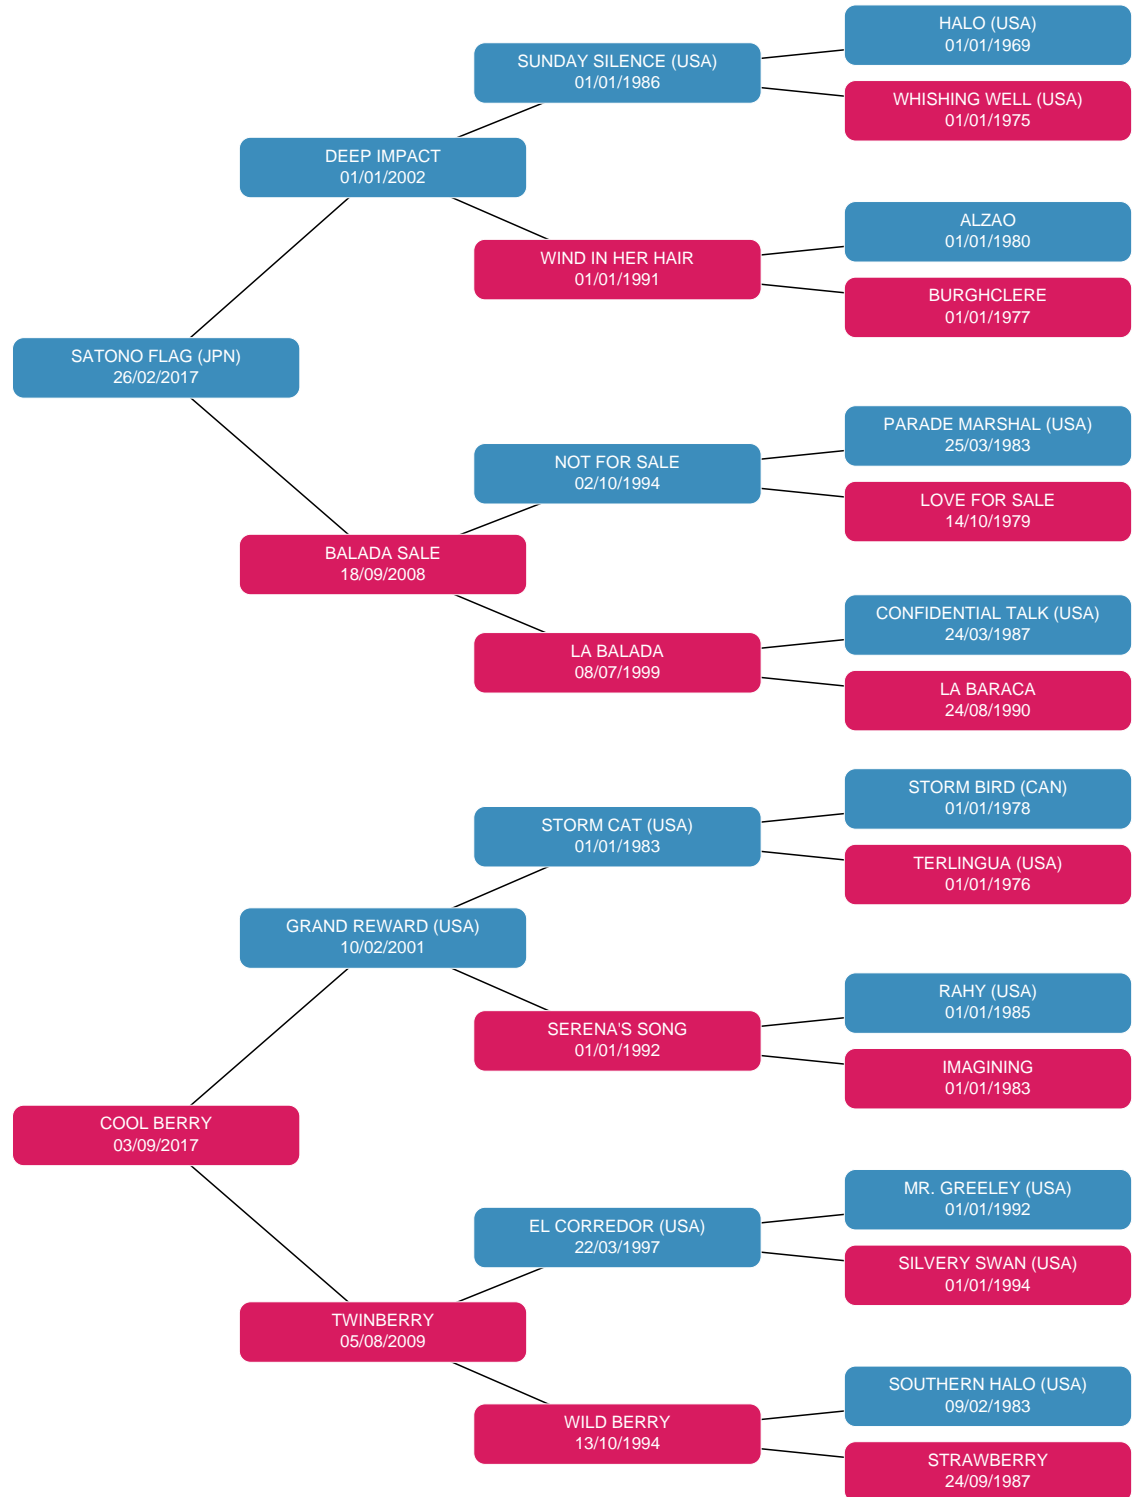 HALO (USA)
01/01/1969
SUNDAY SILENCE (USA)
01/01/1986
WHISHING WELL (USA)
01/01/1975
DEEP IMPACT
01/01/2002
ALZAO
01/01/1980
WIND IN HER HAIR
01/01/1991
BURGHCLERE
01/01/1977
SATONO FLAG (JPN)
26/02/2017
PARADE MARSHAL (USA)
25/03/1983
NOT FOR SALE
02/10/1994
LOVE FOR SALE
14/10/1979
BALADA SALE
18/09/2008
CONFIDENTIAL TALK (USA)
24/03/1987
LA BALADA
08/07/1999
LA BARACA
24/08/1990
STORM BIRD (CAN)
01/01/1978
STORM CAT (USA)
01/01/1983
TERLINGUA (USA)
01/01/1976
GRAND REWARD (USA)
10/02/2001
RAHY (USA)
01/01/1985
SERENA'S SONG
01/01/1992
IMAGINING
01/01/1983
COOL BERRY
03/09/2017
MR. GREELEY (USA)
01/01/1992
EL CORREDOR (USA)
22/03/1997
SILVERY SWAN (USA)
01/01/1994
TWINBERRY
05/08/2009
SOUTHERN HALO (USA)
09/02/1983
WILD BERRY
13/10/1994
STRAWBERRY
24/09/1987